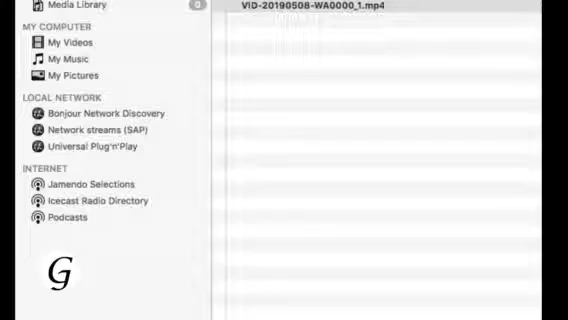 Media Library
0
VID-20190508-WA0000_1.mp4
MY COMPUTER
My Videos
My Music
My Pictures
LOCAL NETWORK
Bonjour Network Discovery
Network streams (SAP)
Universal Plug'n'Play
INTERNET
Jamendo Selections
Icecast Radio Directory
Podcasts
G